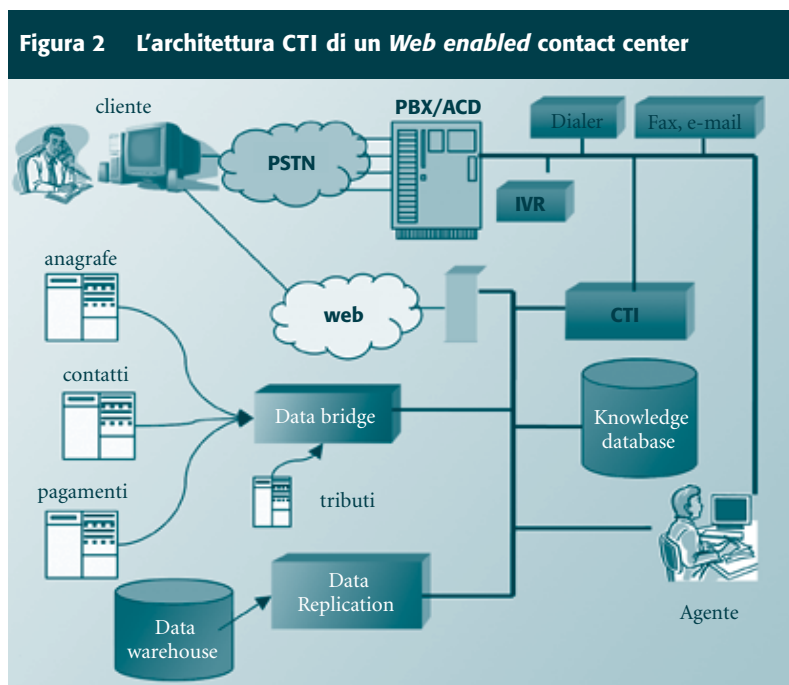 Figura 2 L'architettura CTI di un Web enabled contact center
cliente
PBX/ACD
Dialer
Fax, e-mail
PSTN
IVR
anagrafe
web
CTI
contatti
Data bridge
Knowledge
database
pagamenti
tributi
Data
Replication
Agente
Data
warehouse